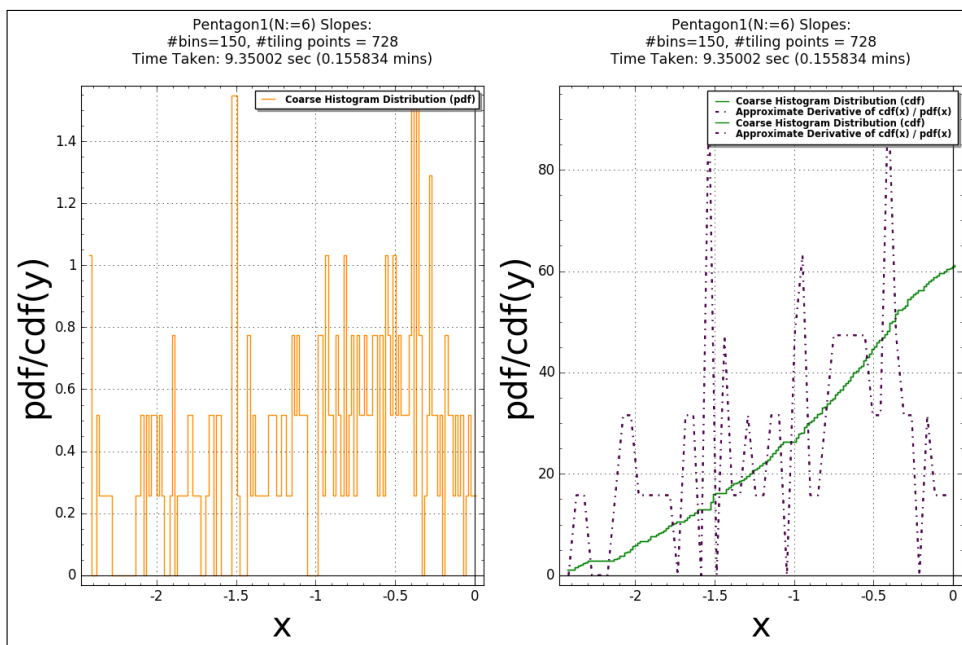 Pentagon1(N:=6) Slopes:
#bins=150, #tiling points = 728
Time Taken: 9.35002 sec (0.155834 mins)
Coarse Histogram Distribution (pdf)
1.4
1.2
1
0.8
0.6
0.4
0.2
0
pdf/cdf(y)
-2
-1.5
-1
-0.5
0
x
Pentagon1(N:=6) Slopes:
#bins=150, #tiling points = 728
Time Taken: 9.35002 sec (0.155834 mins)
Coarse Histogram Distribution (cdf)
Approximate Derivative of cdf(x) / pdf(x)
Coarse Histogram Distribution (cdf)
Approximate Derivative of cdf(x) / pdf(x)
80
60
40
20
0
pdf/cdf(y)
-2
-1.5
-1
-0.5
0
x